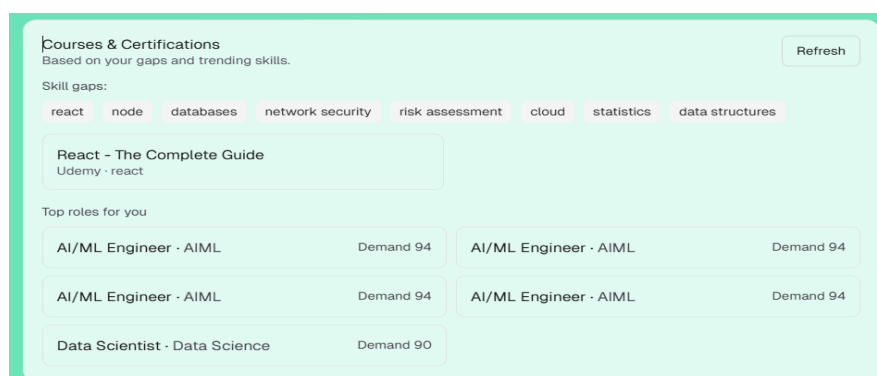 Courses & Certifications
Based on your gaps and trending skills.
Refresh
Skill gaps:
react node databases network security risk assessment cloud statistics data structures
React - The Complete Guide
Udemy · react
Top roles for you
AI/ML Engineer · AIML Demand 94 AI/ML Engineer · AIML Demand 94
AI/ML Engineer · AIML Demand 94 AI/ML Engineer · AIML Demand 94
Data Scientist · Data Science Demand 90